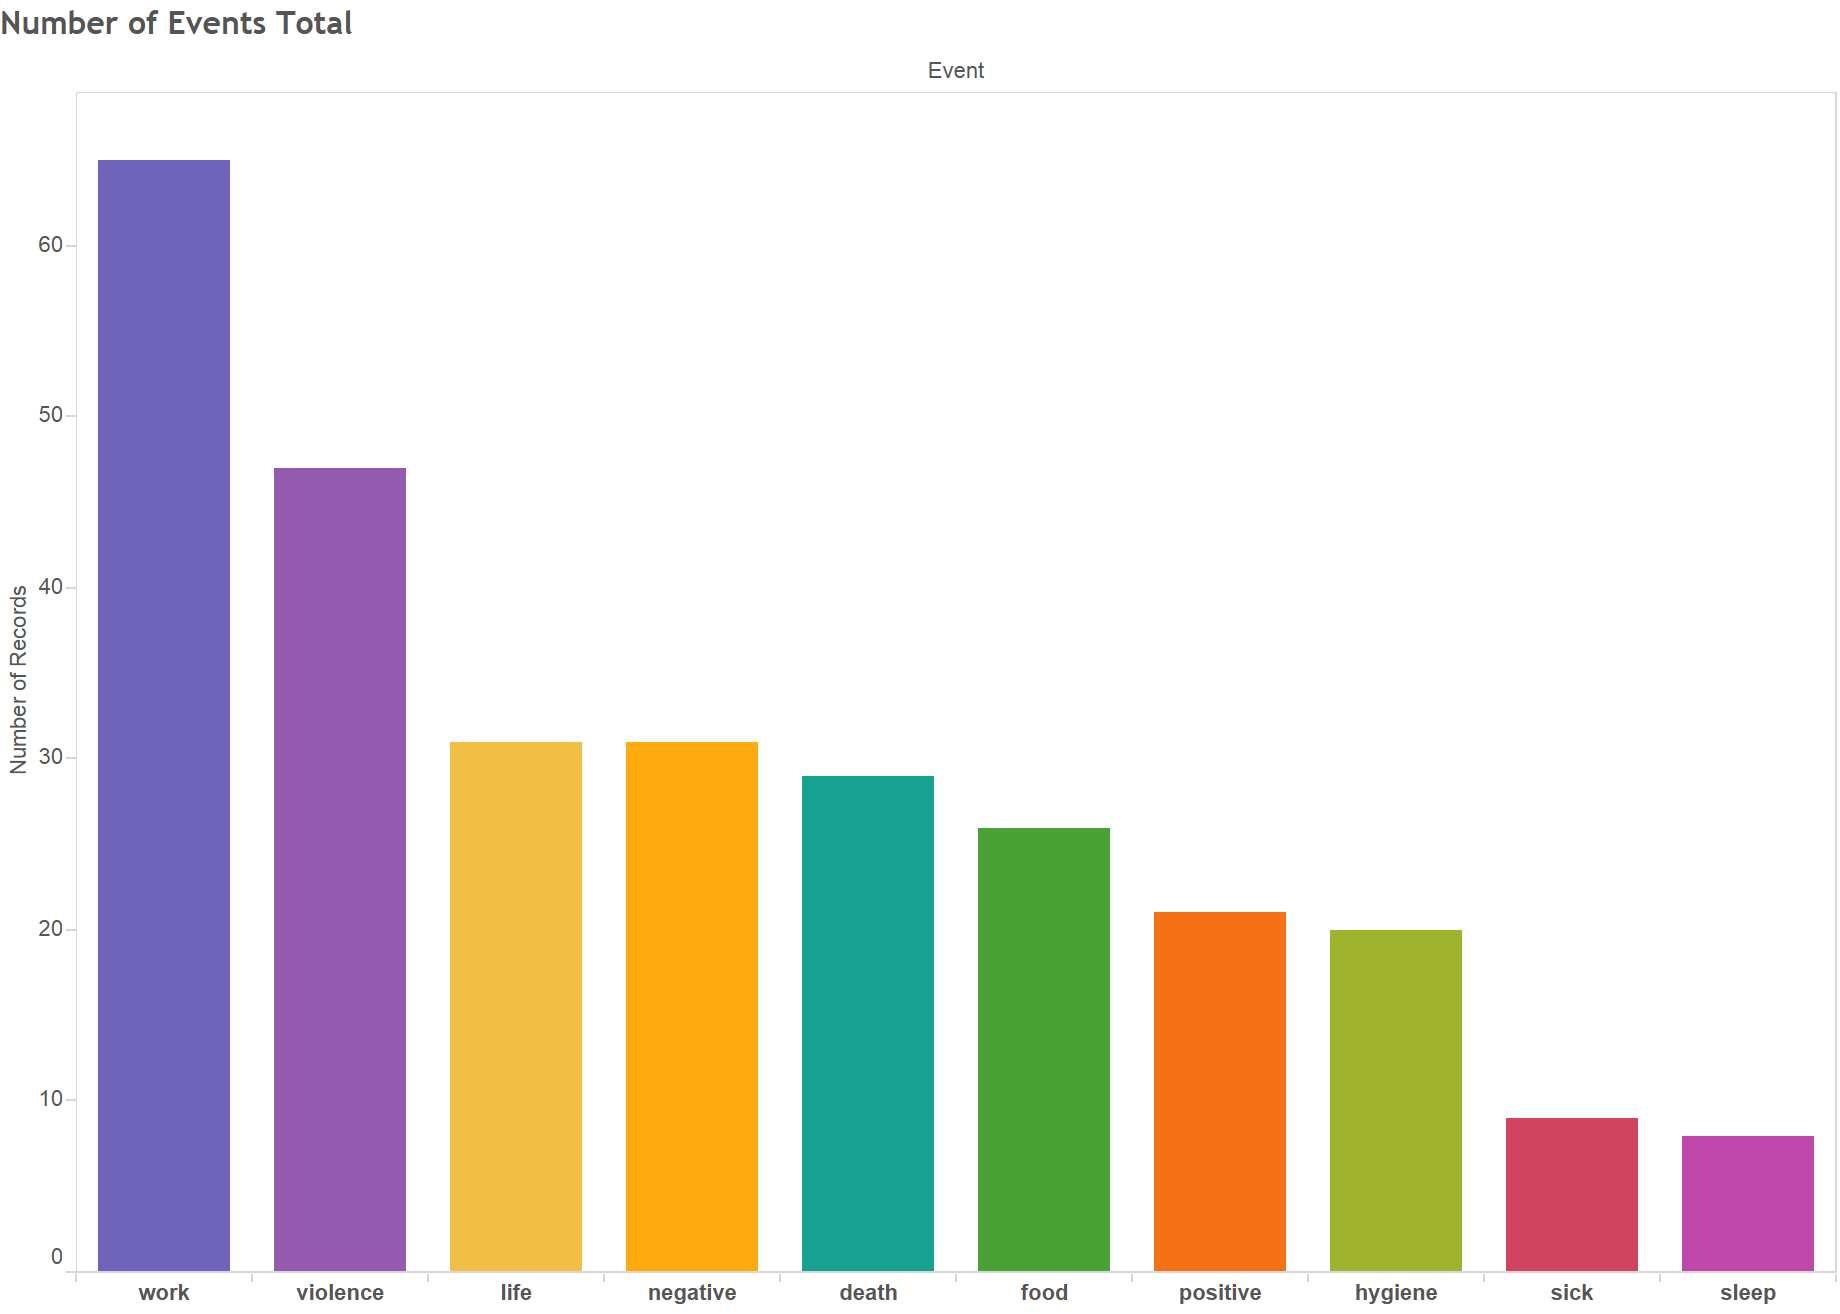 Number of Events Total
Event
Number of Records
60
50
40
30
20
10
0
work violence life negative death food positive hygiene sick sleep